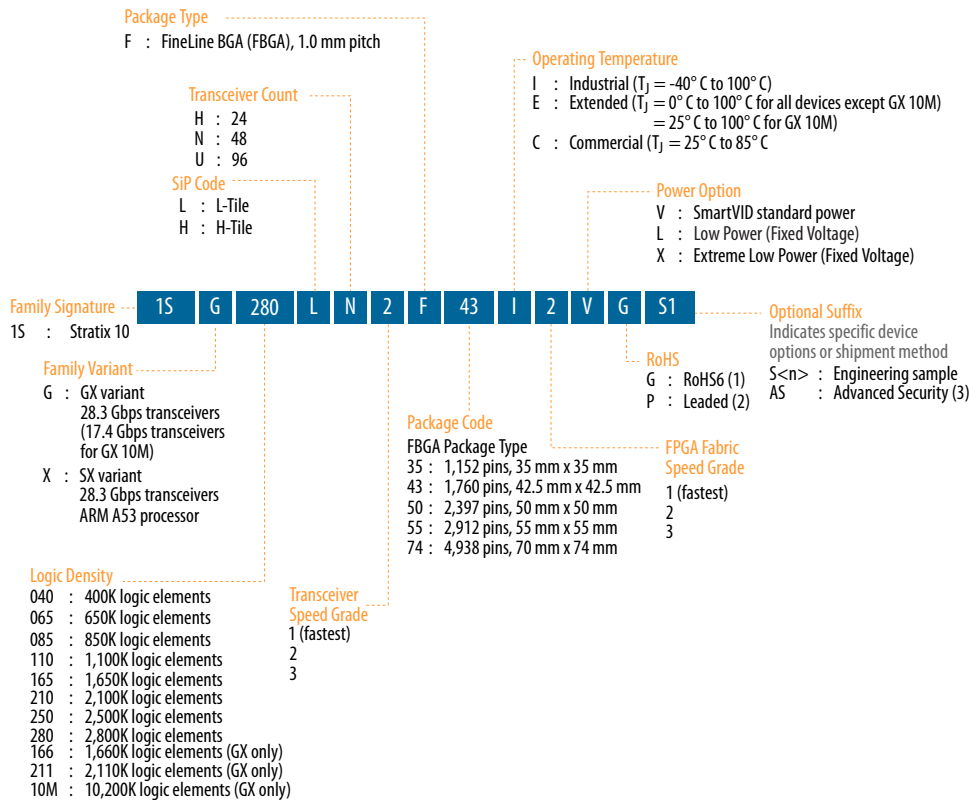 Package Type
F : FineLine BGA (FBGA), 1.0 mm pitch
Operating Temperature
I : Industrial (TJ = -40° C to 100° C)
E : Extended (TJ = 0° C to 100° C for all devices except GX 10M)
= 25° C to 100° C for GX 10M)
C : Commercial (TJ = 25° C to 85° C
Transceiver Count
H : 24
N : 48
U : 96
SiP Code
L : L-Tile
H : H-Tile
Power Option
V : SmartVID standard power
L : Low Power (Fixed Voltage)
X : Extreme Low Power (Fixed Voltage)
1S G 280 L N 2 F 43 I 2 V G S1
Family Signature
1S : Stratix 10
Optional Suffix
Indicates specific device
options or shipment method
S<n> : Engineering sample
AS : Advanced Security (3)
Family Variant
G : GX variant
28.3 Gbps transceivers
(17.4 Gbps transceivers
for GX 10M)
X : SX variant
28.3 Gbps transceivers
ARM A53 processor
RoHS
G : RoHS6 (1)
P : Leaded (2)
Package Code
FBGA Package Type
35 : 1,152 pins, 35 mm x 35 mm
43 : 1,760 pins, 42.5 mm x 42.5 mm
50 : 2,397 pins, 50 mm x 50 mm
55 : 2,912 pins, 55 mm x 55 mm
74 : 4,938 pins, 70 mm x 74 mm
FPGA Fabric
Speed Grade
1 (fastest)
2
3
Logic Density
040 : 400K logic elements
065 : 650K logic elements
085 : 850K logic elements
110 : 1,100K logic elements
165 : 1,650K logic elements
210 : 2,100K logic elements
250 : 2,500K logic elements
280 : 2,800K logic elements
166 : 1,660K logic elements (GX only)
211 : 2,110K logic elements (GX only)
10M : 10,200K logic elements (GX only)
Transceiver
Speed Grade
1 (fastest)
2
3